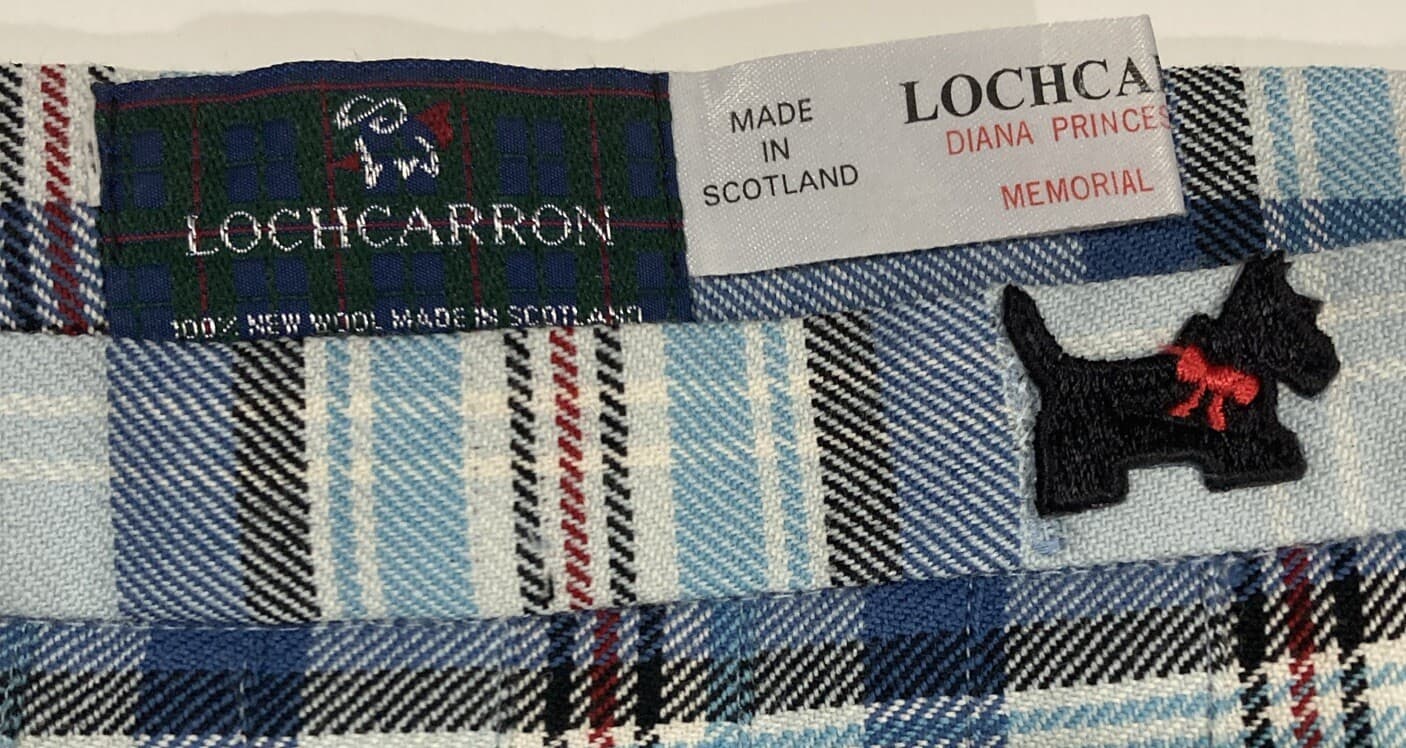 LOCHCARRON
100% NEW WOOL MADE IN SCOTLAND
MADE
IN
SCOTLAND
LOCHCA
DIANA PRINCES
MEMORIAL